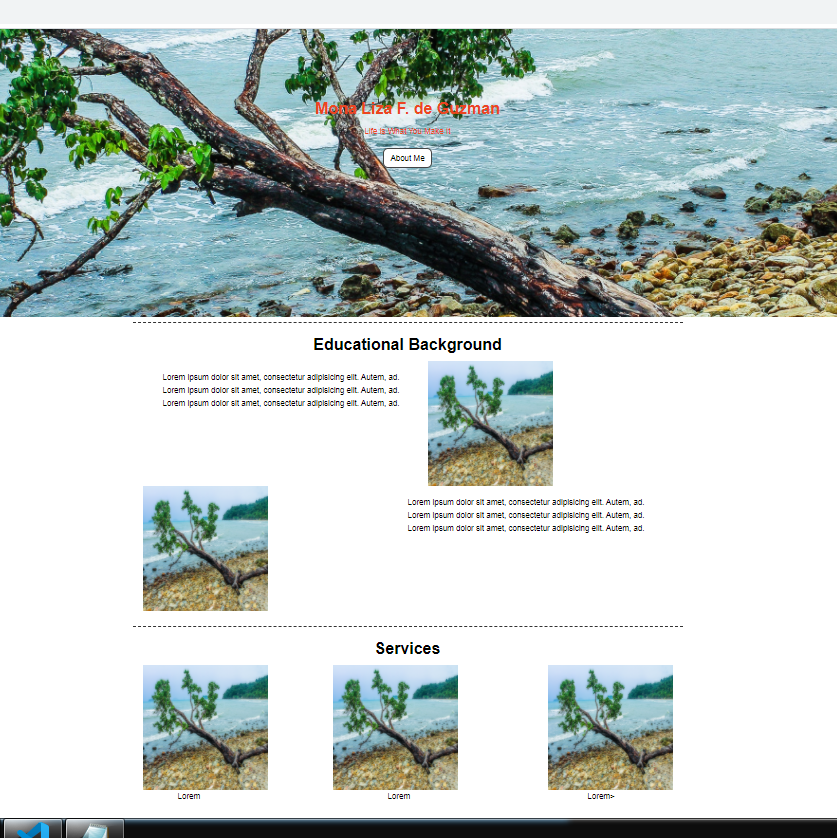 Mona Liza F. de Guzman
Life Is What You Make It
About Me
Educational Background
Lorem ipsum dolor sit amet, consectetur adipisicing elit. Autem, ad.
Lorem ipsum dolor sit amet, consectetur adipisicing elit. Autem, ad.
Lorem ipsum dolor sit amet, consectetur adipisicing elit. Autem, ad.
Lorem ipsum dolor sit amet, consectetur adipisicing elit. Autem, ad.
Lorem ipsum dolor sit amet, consectetur adipisicing elit. Autem, ad.
Lorem ipsum dolor sit amet, consectetur adipisicing elit. Autem, ad.
Services
Lorem
Lorem
Lorem>